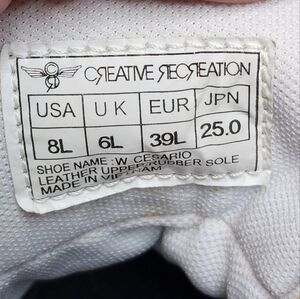 CREATIVE RECREATION
USA UK EUR JPN
8L 6L 39L 25.0
SHOE NAME: W CESARIO
LEATHER UPPER/RUBBER SOLE
MADE IN VIETNAM